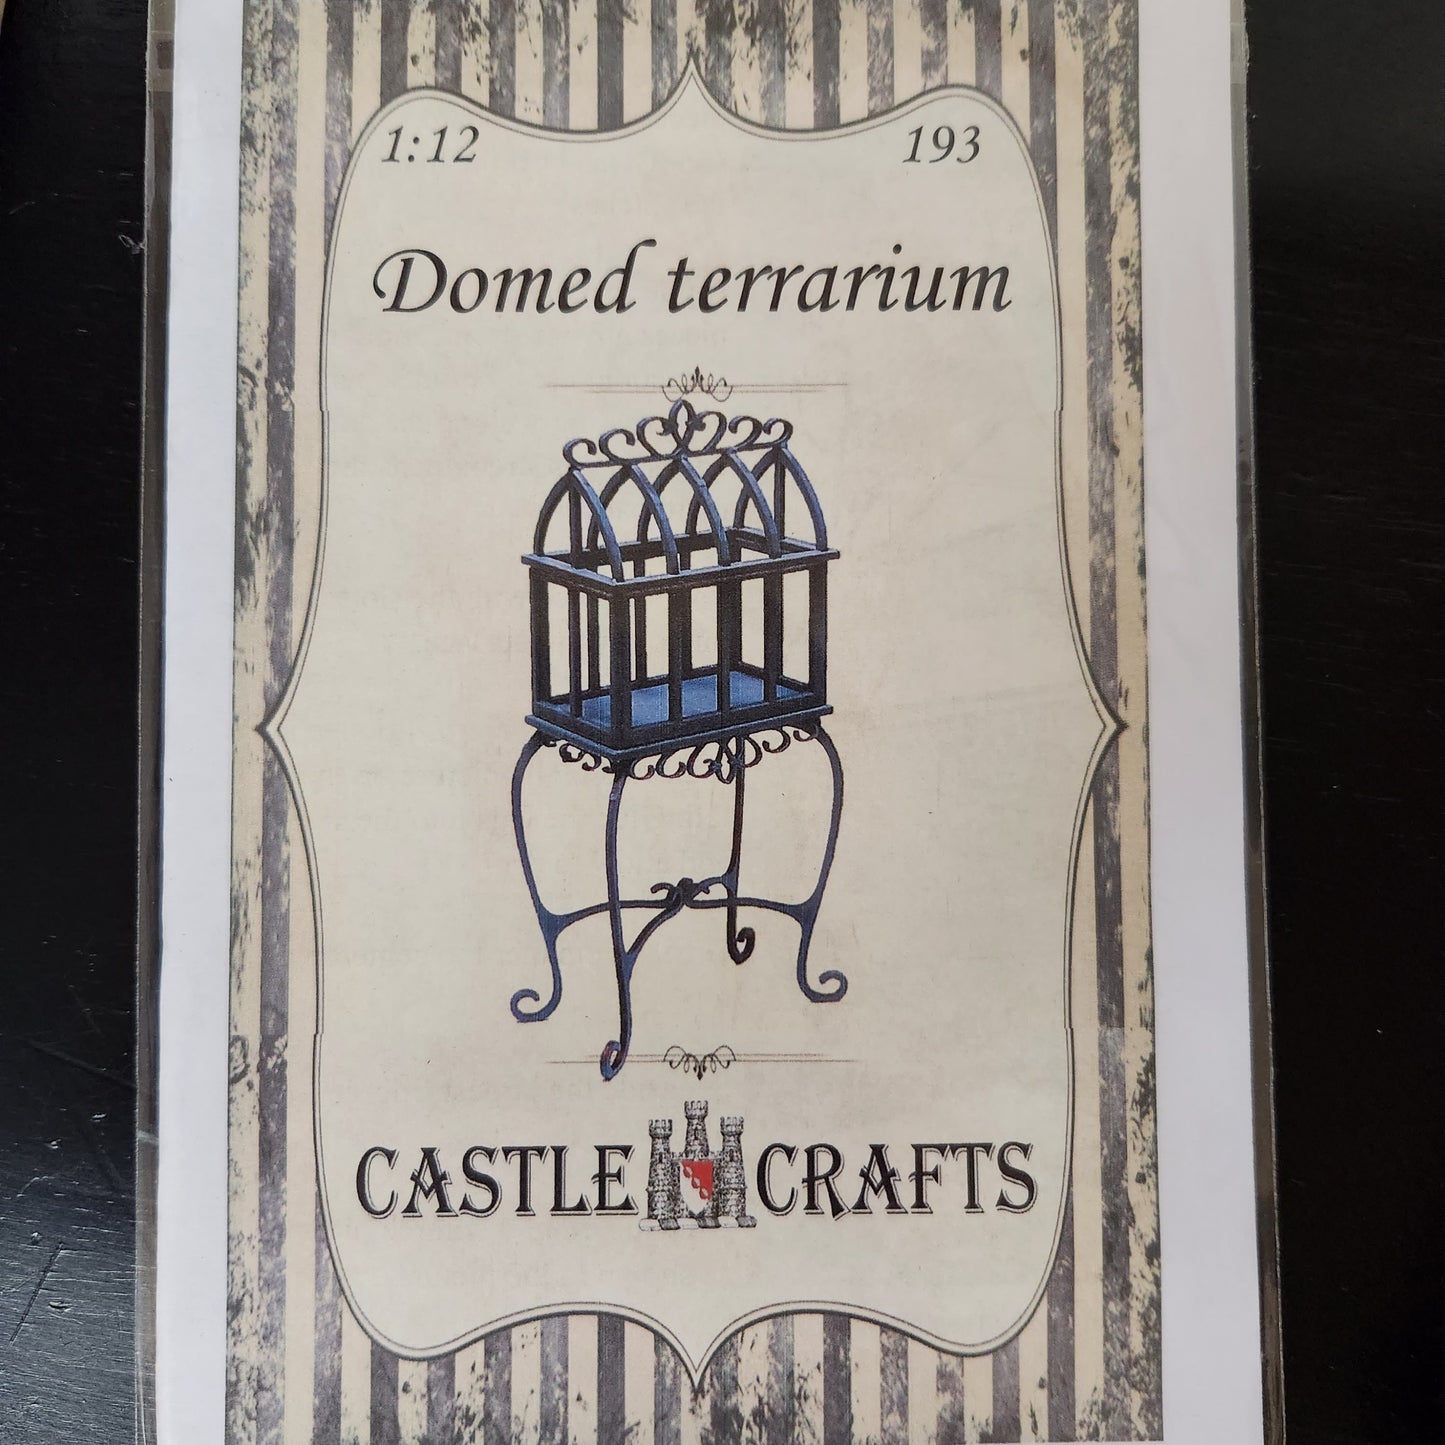 1:12 193
Domed terrarium
CASTLE CRAFTS